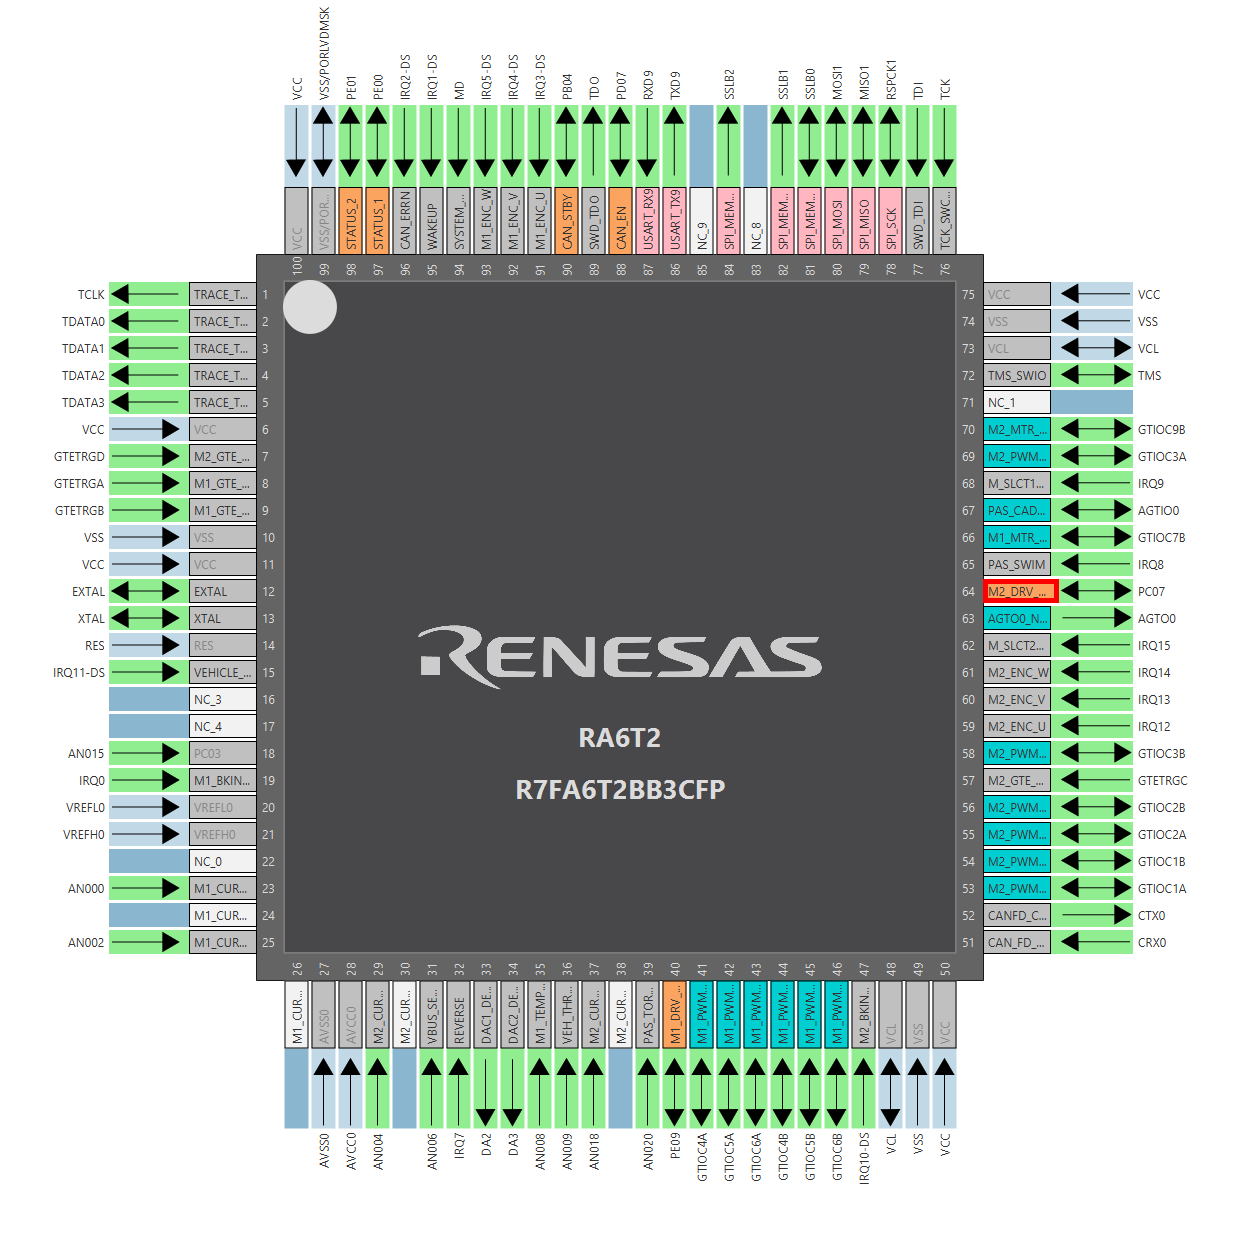 VCC
VSS/PORLVDMSK
PE01
PE00
IRQ2-DS
IRQ1-DS
MD
IRQ5-DS
IRQ4-DS
IRQ3-DS
PB04
TDO
PD07
RXD9
TXD9
SSLB2
SSLB1
SSLB0
MOSI1
MISO1
RSPCK1
TDI
TCK
VCC
VSS/POR...
STATUS_2
STATUS_1
CAN_ERRN
WAKEUP
SYSTEM_...
M1_ENC_W
M1_ENC_V
M1_ENC_U
CAN_STBY
SWD_TDO
CAN_EN
USART_RX9
USART_TX9
NC_9
SPI_MEM...
NC_8
SPI_MEM...
SPI_MEM...
SPI_MOSI
SPI_MISO
SPI_SCK
SWD_TDI
TCK_SWC...
100 99 98 97 96 95 94 93 92 91 90 89 88 87 86 85 84 83 82 81 80 79 78 77 76
TCLK TRACE_T... 1
TDATA0 TRACE_T... 2
TDATA1 TRACE_T... 3
TDATA2 TRACE_T... 4
TDATA3 TRACE_T... 5
VCC VCC 6
GTETRGD M2_GTE_... 7
GTETRGA M1_GTE_... 8
GTETRGB M1_GTE_... 9
VSS VSS 10
VCC VCC 11
EXTAL EXTAL 12
XTAL XTAL 13
RES RES 14
IRQ11-DS VEHICLE_... 15
NC_3 16
NC_4 17
AN015 PC03 18
IRQ0 M1_BKIN... 19
VREFL0 VREFL0 20
VREFH0 VREFH0 21
NC_0 22
AN000 M1_CUR... 23
M1_CUR... 24
AN002 M1_CUR... 25
RENESAS
RA6T2
R7FA6T2BB3CFP
75 VCC VCC
74 VSS VSS
73 VCL VCL
72 TMS_SWIO TMS
71 NC_1
70 M2_MTR_... GTIOC9B
69 M2_PWM... GTIOC3A
68 M_SLCT1... IRQ9
67 PAS_CAD... AGTIO0
66 M1_MTR_... GTIOC7B
65 PAS_SWIM IRQ8
64 M2_DRV_... PC07
63 AGTO0_N... AGTO0
62 M_SLCT2... IRQ15
61 M2_ENC_W IRQ14
60 M2_ENC_V IRQ13
59 M2_ENC_U IRQ12
58 M2_PWM... GTIOC3B
57 M2_GTE_... GTETRGC
56 M2_PWM... GTIOC2B
55 M2_PWM... GTIOC2A
54 M2_PWM... GTIOC1B
53 M2_PWM... GTIOC1A
52 CANFD_C... CTX0
51 CAN_FD_... CRX0
26 27 28 29 30 31 32 33 34 35 36 37 38 39 40 41 42 43 44 45 46 47 48 49 50
M1_CUR...
AVSS0
AVCC0
M2_CUR...
M2_CUR...
VBUS_SE...
REVERSE
DAC1_DE...
DAC2_DE...
M1_TEMP...
VEH_THR...
M2_CUR...
M2_CUR...
PAS_TOR...
M1_DRV_...
M1_PWM...
M1_PWM...
M1_PWM...
M1_PWM...
M1_PWM...
M1_PWM...
M2_BKIN...
VCL
VSS
VCC
AVSS0
AVCC0
AN004
AN006
IRQ7
DA2
DA3
AN008
AN009
AN018
AN020
PE09
GTIOC4A
GTIOC5A
GTIOC6A
GTIOC4B
GTIOC5B
GTIOC6B
IRQ10-DS
VCL
VSS
VCC